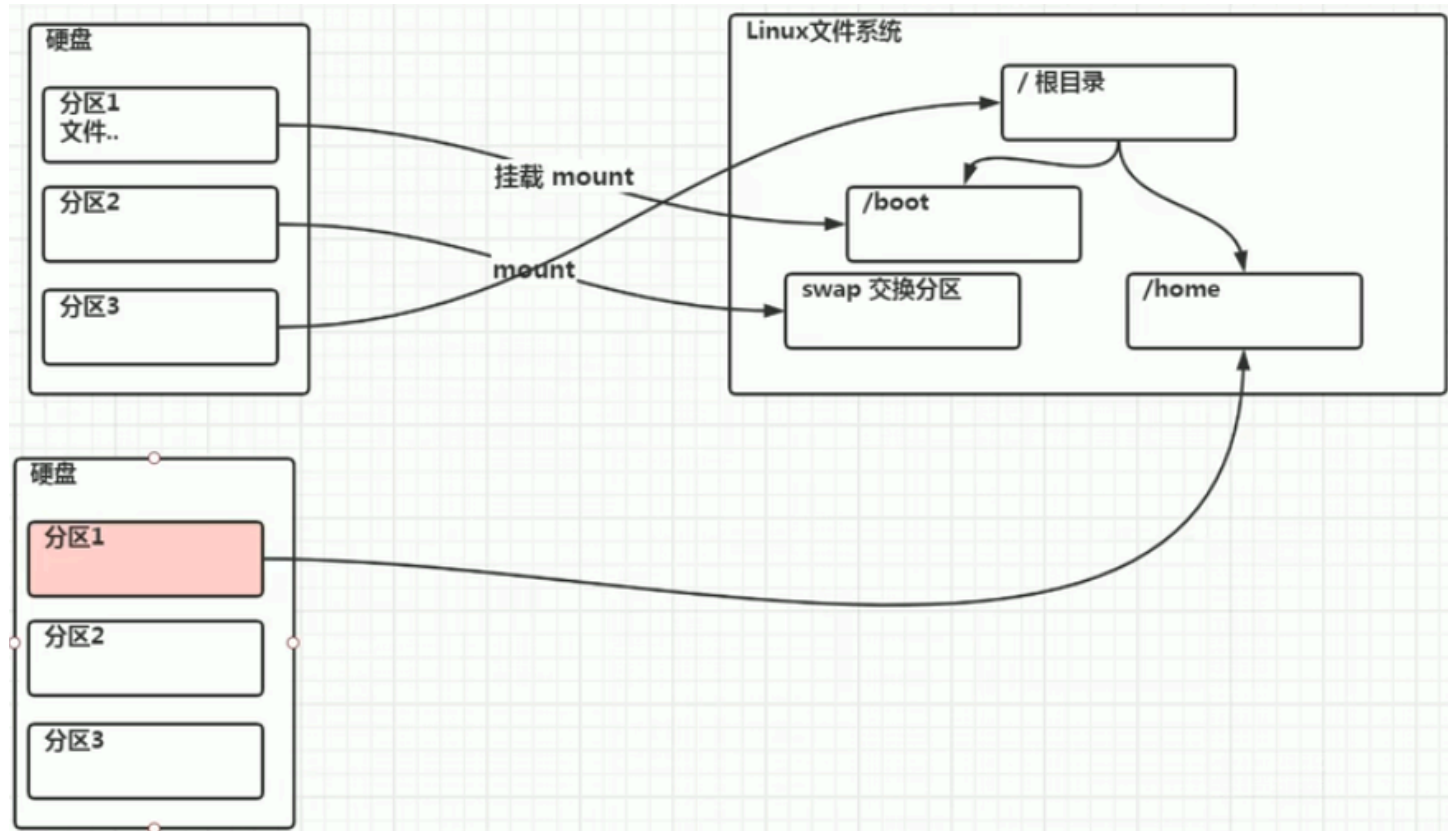 硬盘
分区1
文件..
分区2
分区3
挂载 mount
mount
Linux文件系统
/ 根目录
/boot
swap 交换分区
/home
硬盘
分区1
分区2
分区3